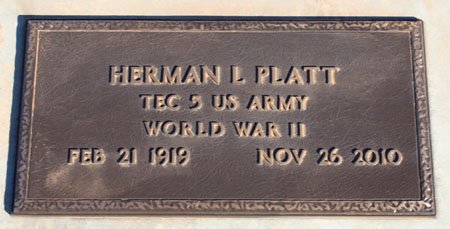 HERMAN L PLATT
TEC 5 US ARMY
WORLD WAR II
FEB 21 1919 NOV 26 2010